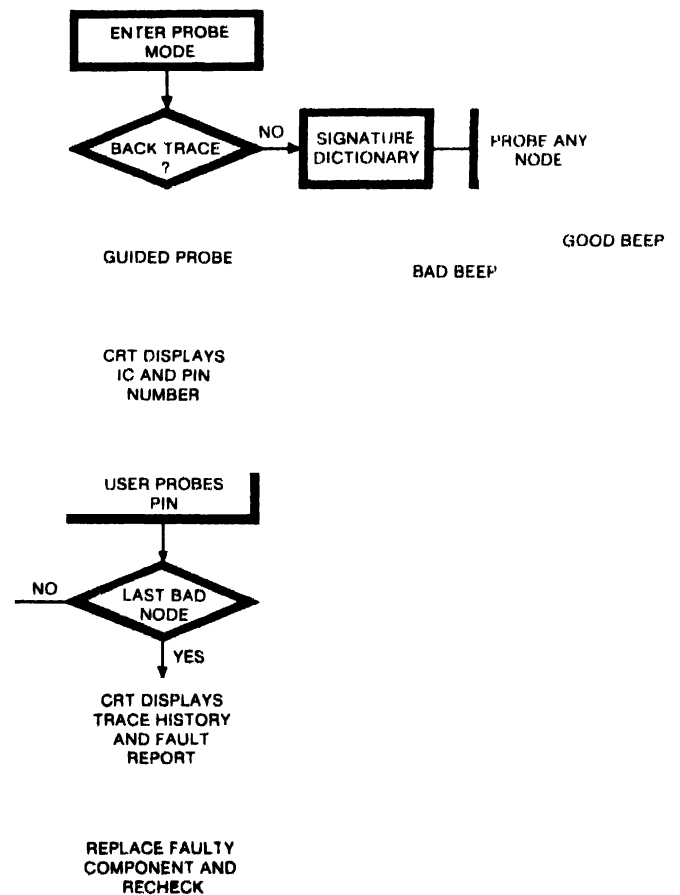 ENTER PROBE
MODE
BACK TRACE
?
NO
SIGNATURE
DICTIONARY
PROBE ANY
NODE
GOOD BEEP
BAD BEEP
GUIDED PROBE
CRT DISPLAYS
IC AND PIN
NUMBER
USER PROBES
PIN
NO
LAST BAD
NODE
YES
CRT DISPLAYS
TRACE HISTORY
AND FAULT
REPORT
REPLACE FAULTY
COMPONENT AND
RECHECK